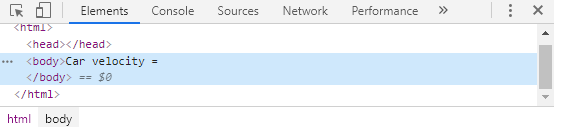 Elements Console Sources Network Performance »
<html>
<head></head>
··· <body>Car velocity =
</body> == $0
</html>
html body